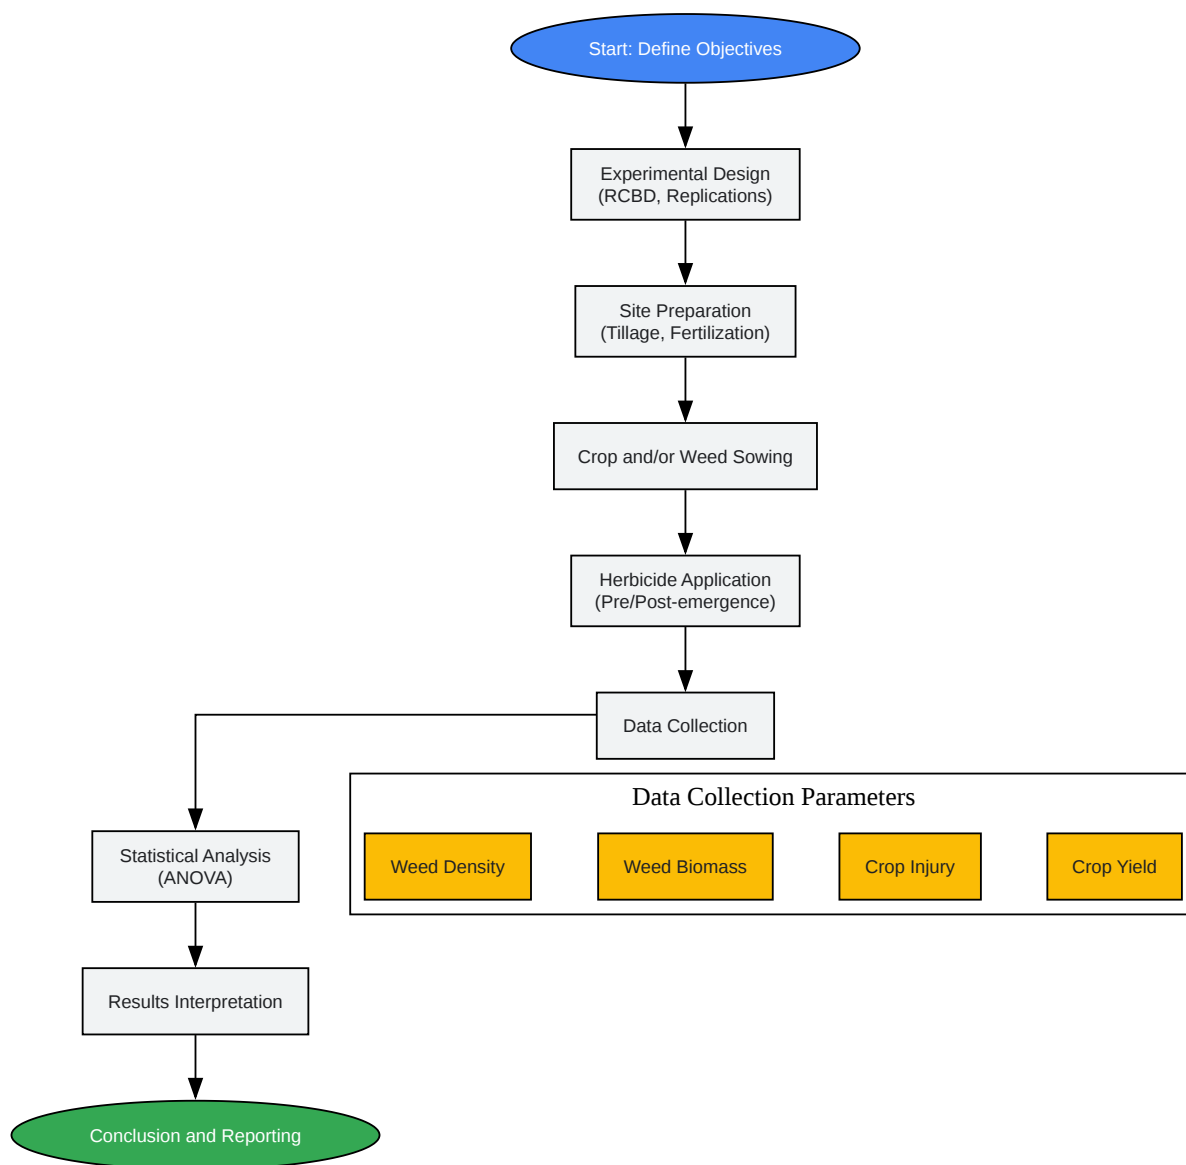 Start: Define Objectives
Experimental Design
(RCBD, Replications)
Site Preparation
(Tillage, Fertilization)
Crop and/or Weed Sowing
Herbicide Application
(Pre/Post-emergence)
Data Collection
Data Collection Parameters
Weed Density
Weed Biomass
Crop Injury
Crop Yield
Statistical Analysis
(ANOVA)
Results Interpretation
Conclusion and Reporting